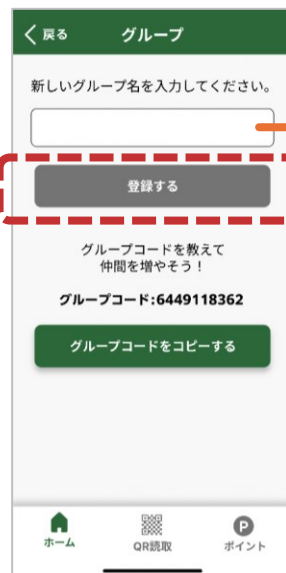 戻る
グループ
新しいグループ名を入力してください。
登録する
グループコードを教えて
仲間を増やそう！
グループコード:6449118362
グループコードをコピーする
ホーム
QR読取
P
ポイント